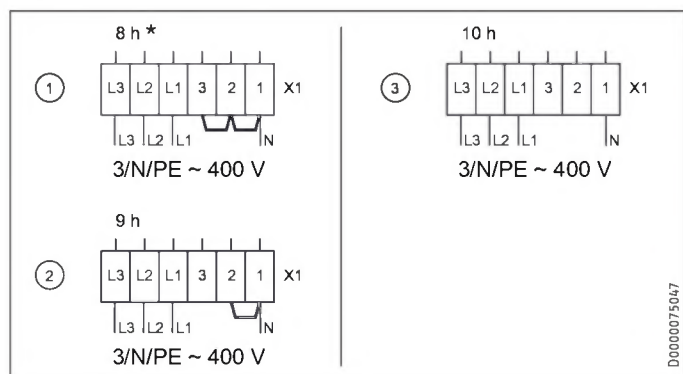 8 h *
1
L3 L2 L1 3 2 1 X1
L3 L2 L1 N
3/N/PE ~ 400 V
9 h
2
L3 L2 L1 3 2 1 X1
L3 L2 L1 N
3/N/PE ~ 400 V
10 h
3
L3 L2 L1 3 2 1 X1
L3 L2 L1 N
3/N/PE ~ 400 V
D0000075047